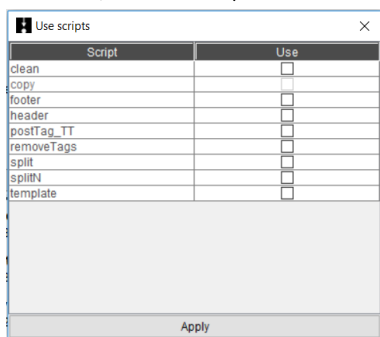 Use scripts
Script Use
clean
copy
footer
header
postTag_TT
removeTags
split
splitN
template
Apply